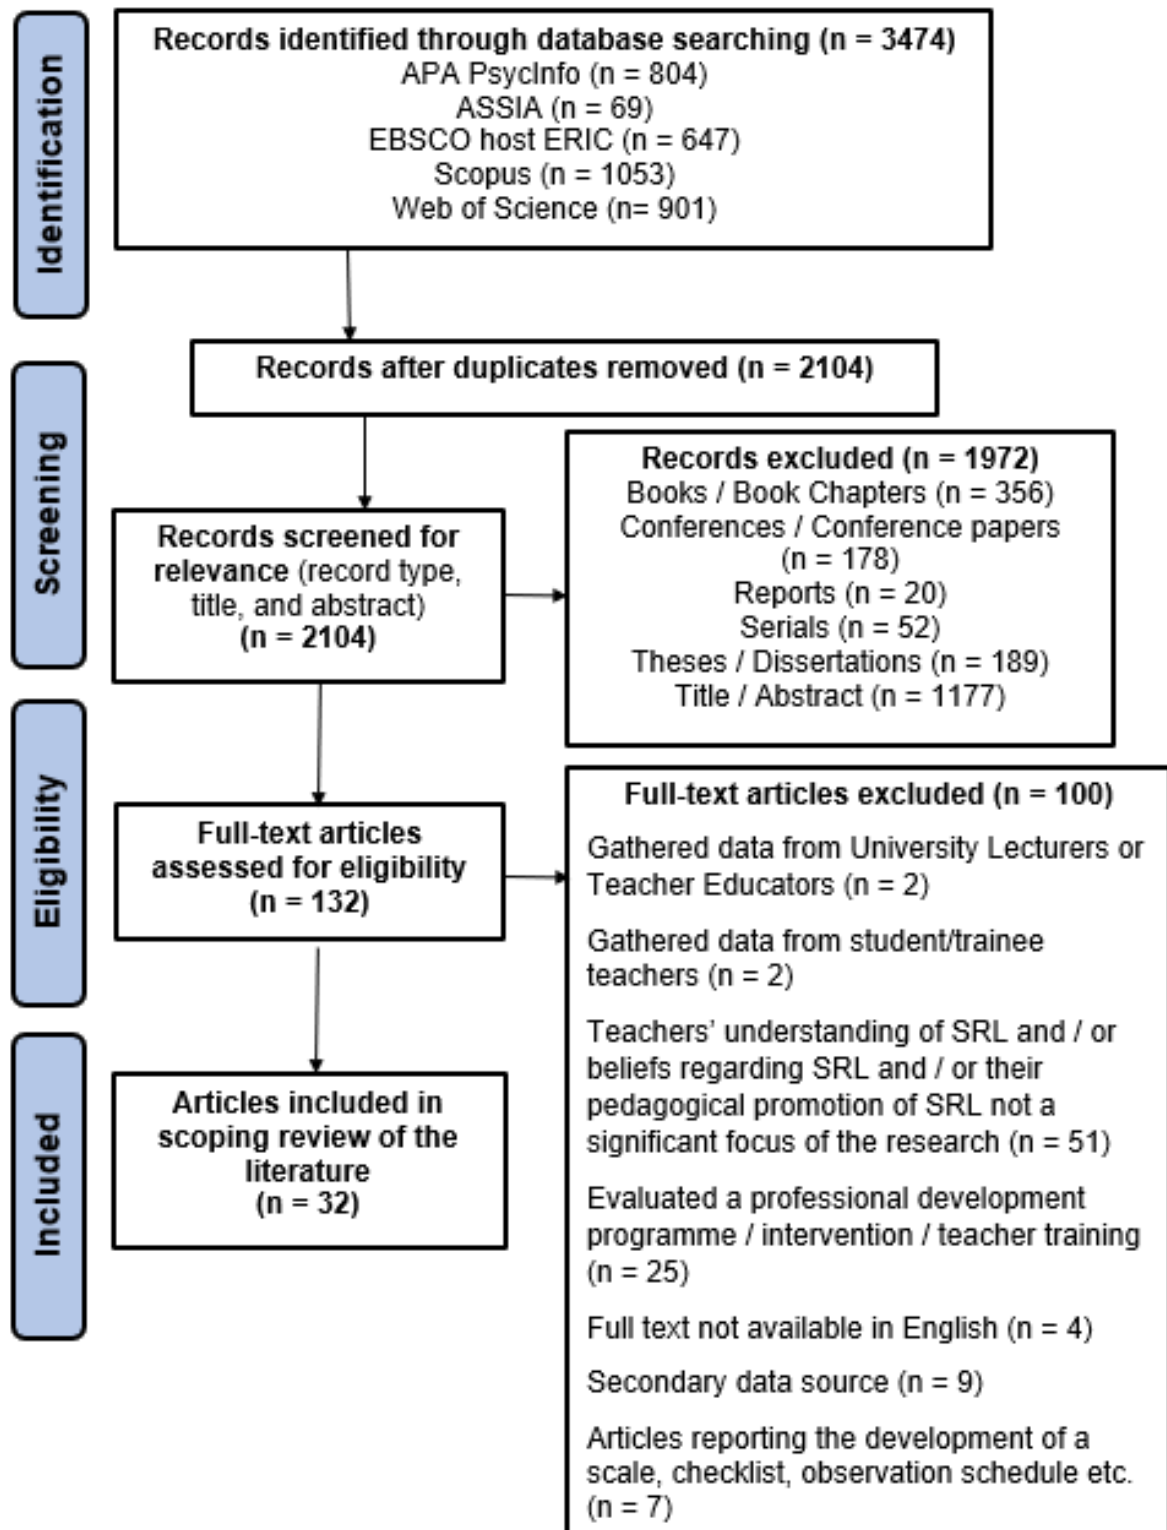 Identification
Records identified through database searching (n = 3474)
APA PsycInfo (n = 804)
ASSIA (n = 69)
EBSCO host ERIC (n = 647)
Scopus (n = 1053)
Web of Science (n= 901)
Records after duplicates removed (n = 2104)
Screening
Records screened for
relevance (record type,
title, and abstract)
(n = 2104)
Records excluded (n = 1972)
Books / Book Chapters (n = 356)
Conferences / Conference papers
(n = 178)
Reports (n = 20)
Serials (n = 52)
Theses / Dissertations (n = 189)
Title / Abstract (n = 1177)
Eligibility
Full-text articles
assessed for eligibility
(n = 132)
Full-text articles excluded (n = 100)
Gathered data from University Lecturers or
Teacher Educators (n = 2)
Gathered data from student/trainee
teachers (n = 2)
Teachers’ understanding of SRL and / or
beliefs regarding SRL and / or their
pedagogical promotion of SRL not a
significant focus of the research (n = 51)
Evaluated a professional development
programme / intervention / teacher training
(n = 25)
Full text not available in English (n = 4)
Secondary data source (n = 9)
Articles reporting the development of a
scale, checklist, observation schedule etc.
(n = 7)
Included
Articles included in
scoping review of the
literature
(n = 32)